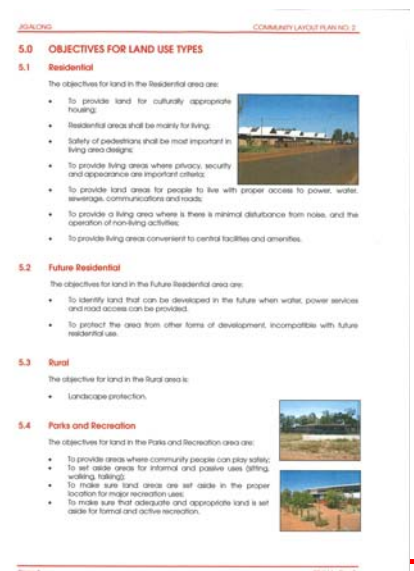 JIGALONG
COMMUNITY LAYOUT PLAN NO. 2
5.0 OBJECTIVES FOR LAND USE TYPES
5.1 Residential
The objectives for land in the Residential area are:
• To provide land for culturally appropriate
housing;
• Residential areas shall be mainly for living;
• Safety of pedestrians shall be most important in
living area designs;
• To provide living areas where privacy, security
and appearance are important criteria;
• To provide land areas for people to live with proper access to power, water,
sewerage, communications and roads;
• To provide a living area where is there is minimal disturbance from noise, and the
operation of non-living activities;
• To provide living areas convenient to central facilities and amenities.
5.2 Future Residential
The objectives for land in the Future Residential area are:
• To identify land that can be developed in the future when water, power services
and road access can be provided.
• To protect the area from other forms of development, incompatible with future
residential use.
5.3 Rural
The objective for land in the Rural area is:
• Landscape protection.
5.4 Parks and Recreation
The objectives for land in the Parks and Recreation area are:
• To provide areas where community people can play safely;
• To set aside areas for informal and passive uses (sitting,
walking, talking);
• To make sure land areas are set aside in the proper
location for major recreation uses;
• To make sure that adequate and appropriate land is set
aside for formal and active recreation.